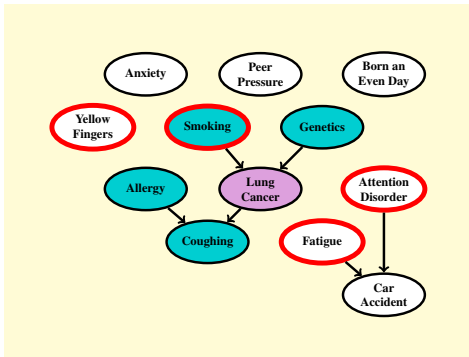 Anxiety
Peer
Pressure
Born an
Even Day
Yellow
Fingers
Smoking
Genetics
Allergy
Lung
Cancer
Attention
Disorder
Coughing
Fatigue
Car
Accident